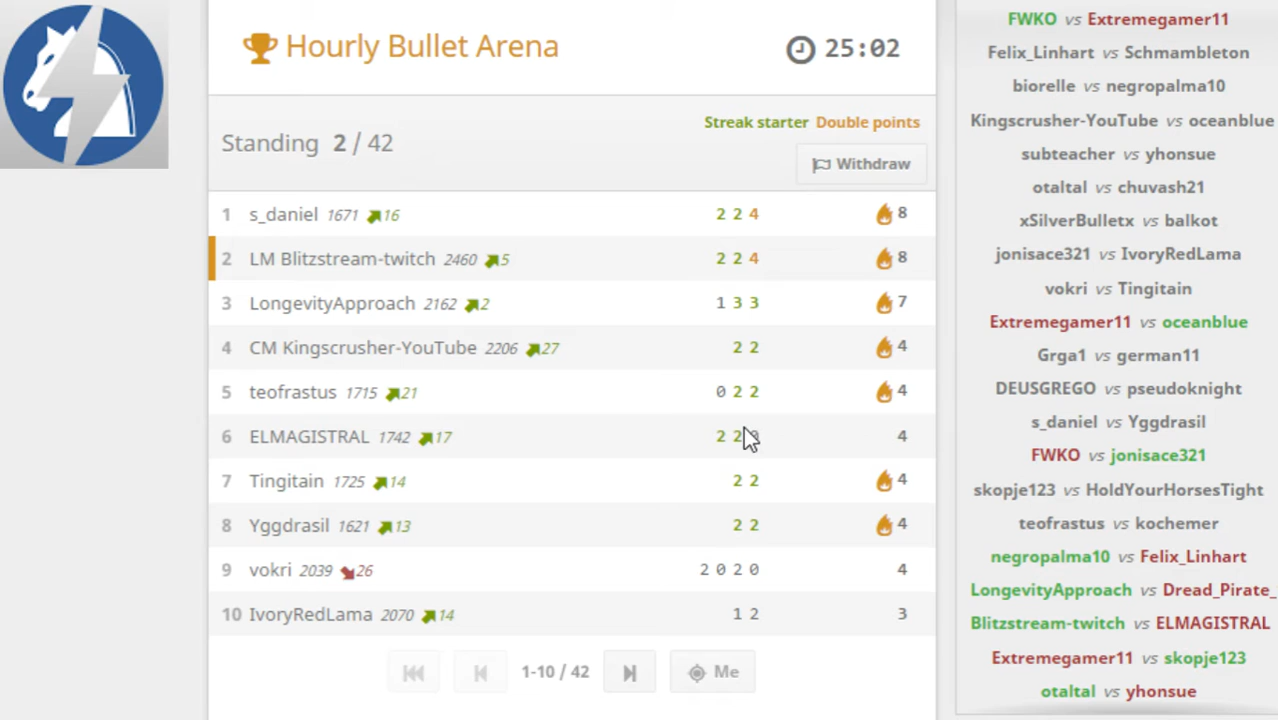 Hourly Bullet Arena
25:02
Standing 2 / 42
Streak starter Double points
Withdraw
1 s_daniel 1671 16 2 2 4 8
2 LM Blitzstream-twitch 2460 5 2 2 4 8
3 LongevityApproach 2162 2 1 3 3 7
4 CM Kingscrusher-YouTube 2206 27 2 2 4
5 teofrastus 1715 21 0 2 2 4
6 ELMAGISTRAL 1742 17 2 2 4
7 Tingitain 1725 14 2 2 4
8 Yggdrasil 1621 13 2 2 4
9 vokri 2039 26 2 0 2 0 4
10 IvoryRedLama 2070 14 1 2 3
1-10 / 42
Me
FWKO vs Extremegamer11
Felix_Linhart vs Schmambleton
biorelle vs negropalma10
Kingscrusher-YouTube vs oceanblue
subteacher vs yhonsue
otaltal vs chuvash21
xSilverBulletx vs balkot
jonisace321 vs IvoryRedLama
vokri vs Tingitain
Extremegamer11 vs oceanblue
Grga1 vs german11
DEUSGREGO vs pseudoknight
s_daniel vs Yggdrasil
FWKO vs jonisace321
skopje123 vs HoldYourHorsesTight
teofrastus vs kochemer
negropalma10 vs Felix_Linhart
LongevityApproach vs Dread_Pirate_
Blitzstream-twitch vs ELMAGISTRAL
Extremegamer11 vs skopje123
otaltal vs yhonsue